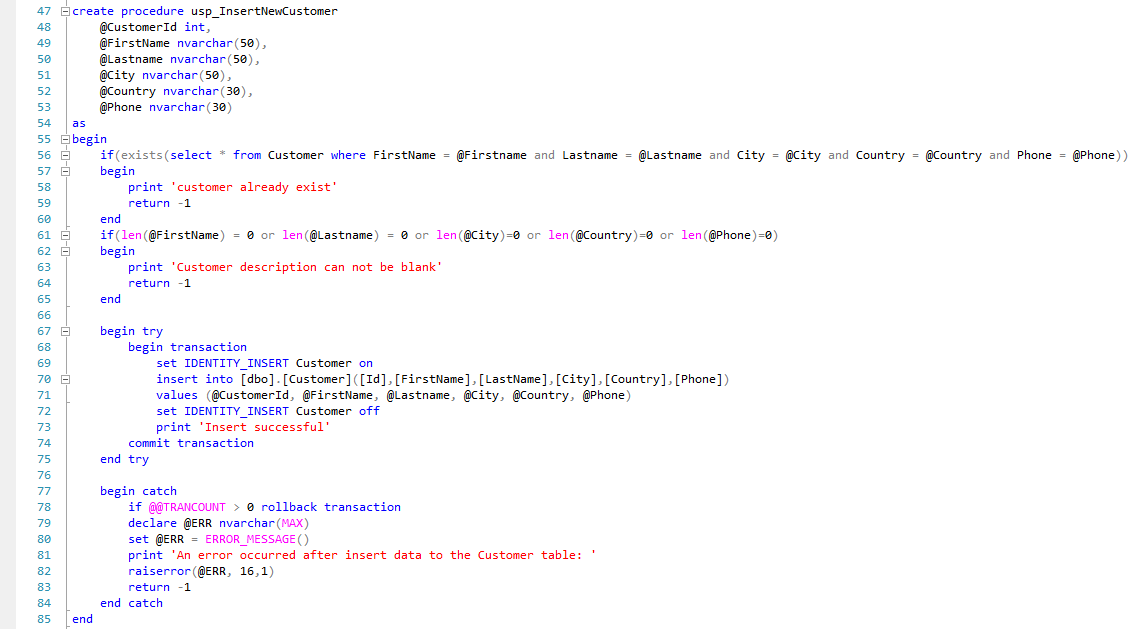 47 create procedure usp_InsertNewCustomer
48 @CustomerId int,
49 @FirstName nvarchar(50),
50 @Lastname nvarchar(50),
51 @City nvarchar(50),
52 @Country nvarchar(30),
53 @Phone nvarchar(30)
54 as
55 begin
56 if(exists(select * from Customer where FirstName = @Firstname and Lastname = @Lastname and City = @City and Country = @Country and Phone = @Phone))
57 begin
58 print 'customer already exist'
59 return -1
60 end
61 if(len(@FirstName) = 0 or len(@Lastname) = 0 or len(@City)=0 or len(@Country)=0 or len(@Phone)=0)
62 begin
63 print 'Customer description can not be blank'
64 return -1
65 end
66
67 begin try
68 begin transaction
69 set IDENTITY_INSERT Customer on
70 insert into [dbo].[Customer]([Id],[FirstName],[LastName],[City],[Country],[Phone])
71 values (@CustomerId, @FirstName, @Lastname, @City, @Country, @Phone)
72 set IDENTITY_INSERT Customer off
73 print 'Insert successful'
74 commit transaction
75 end try
76
77 begin catch
78 if @@TRANCOUNT > 0 rollback transaction
79 declare @ERR nvarchar(MAX)
80 set @ERR = ERROR_MESSAGE()
81 print 'An error occurred after insert data to the Customer table: '
82 raiserror(@ERR, 16,1)
83 return -1
84 end catch
85 end